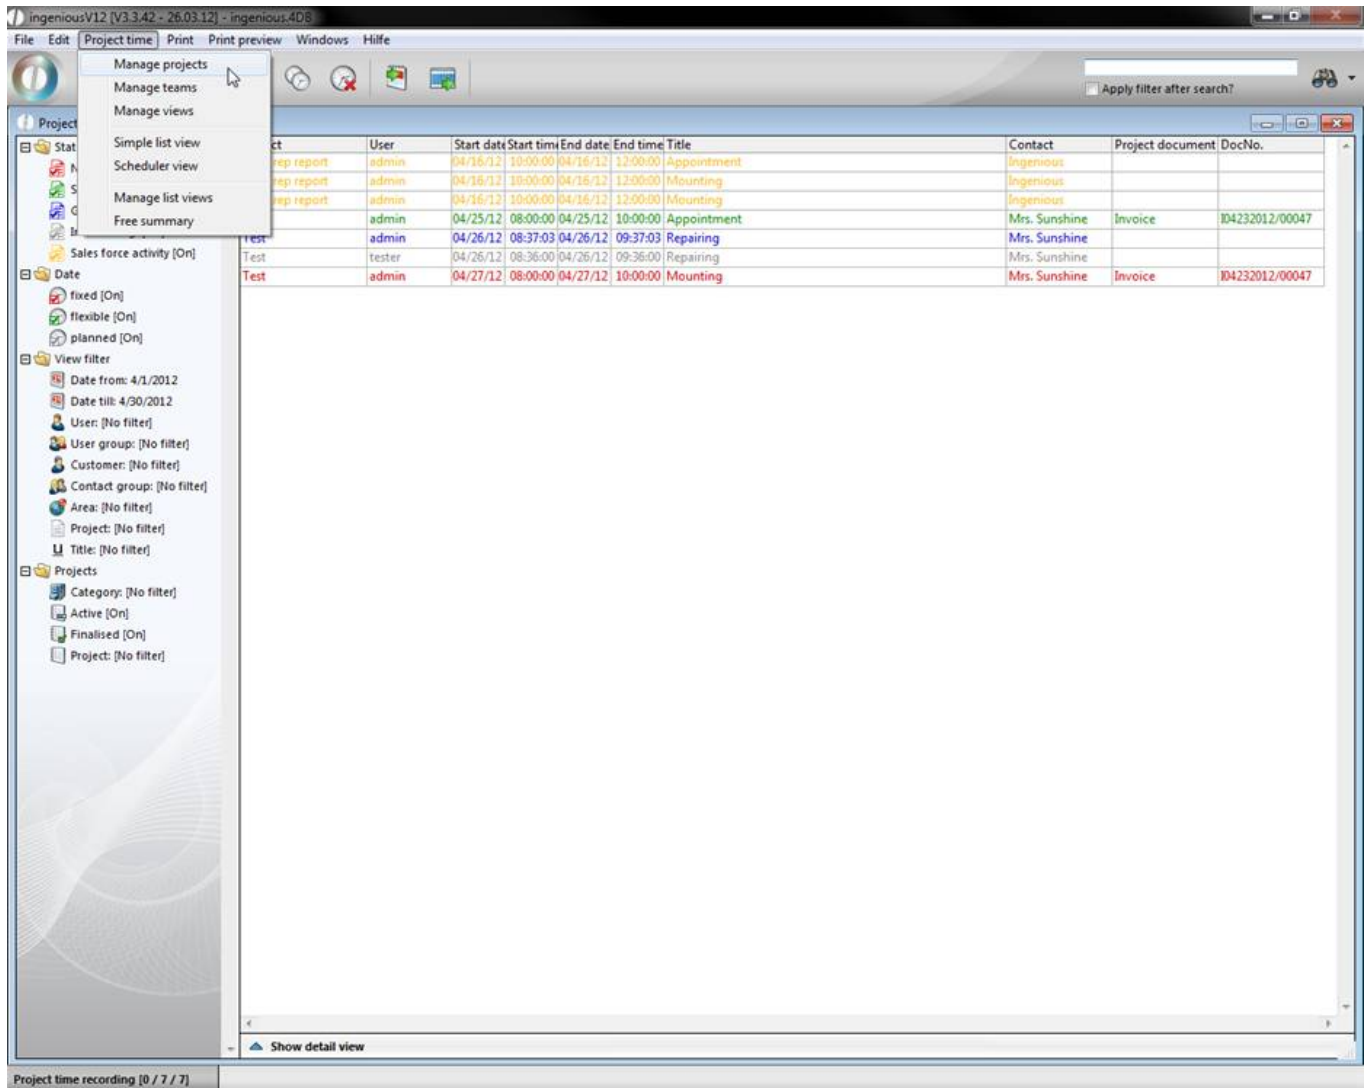 ingeniousV12 [V3.3.42 - 26.03.12] - ingenious.4DB
File Edit Project time Print Print preview Windows Hilfe
Manage projects
Manage teams
Manage views
Simple list view
Scheduler view
Manage list views
Free summary
Apply filter after search?
Project
User Start date Start time End date End time Title Contact Project document DocNo.
rep report admin 04/16/12 10:00:00 04/16/12 12:00:00 Appointment Ingenious
rep report admin 04/16/12 10:00:00 04/16/12 12:00:00 Mounting Ingenious
rep report admin 04/16/12 10:00:00 04/16/12 12:00:00 Mounting Ingenious
admin 04/25/12 08:00:00 04/25/12 10:00:00 Appointment Mrs. Sunshine Invoice I04232012/00047
Test admin 04/26/12 08:37:03 04/26/12 09:37:03 Repairing Mrs. Sunshine
Test tester 04/26/12 08:36:00 04/26/12 09:36:00 Repairing Mrs. Sunshine
Test admin 04/27/12 08:00:00 04/27/12 10:00:00 Mounting Mrs. Sunshine Invoice I04232012/00047
Stat
Sales force activity [On]
Date
fixed [On]
flexible [On]
planned [On]
View filter
Date from: 4/1/2012
Date till: 4/30/2012
User: [No filter]
User group: [No filter]
Customer: [No filter]
Contact group: [No filter]
Area: [No filter]
Project: [No filter]
U Title: [No filter]
Projects
Category: [No filter]
Active [On]
Finalised [On]
Project: [No filter]
Show detail view
Project time recording [0 / 7 / 7]